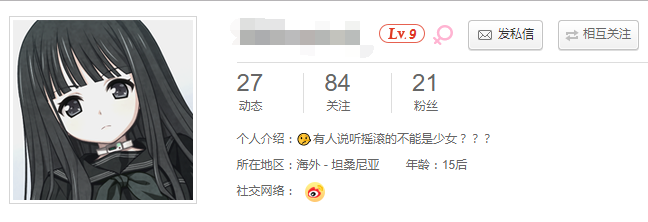 Lv.9 发私信 相互关注
27 84 21
动态 关注 粉丝
个人介绍：🤔有人说听摇滚的不能是少女？？？
所在地区：海外 - 坦桑尼亚 年龄：15后
社交网络：